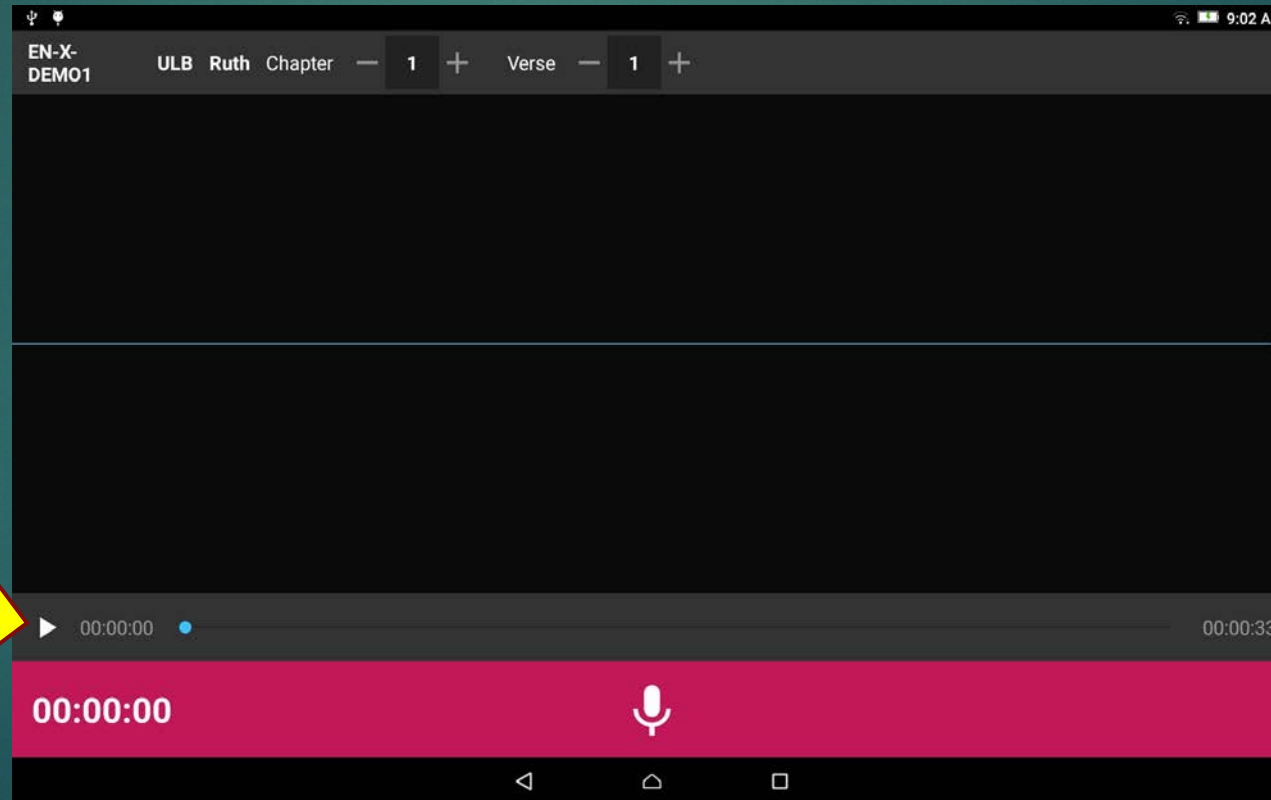 9:02 A
EN-X-
DEMO1 ULB Ruth Chapter — 1 + Verse — 1 +
00:00:00 00:00:33
00:00:00